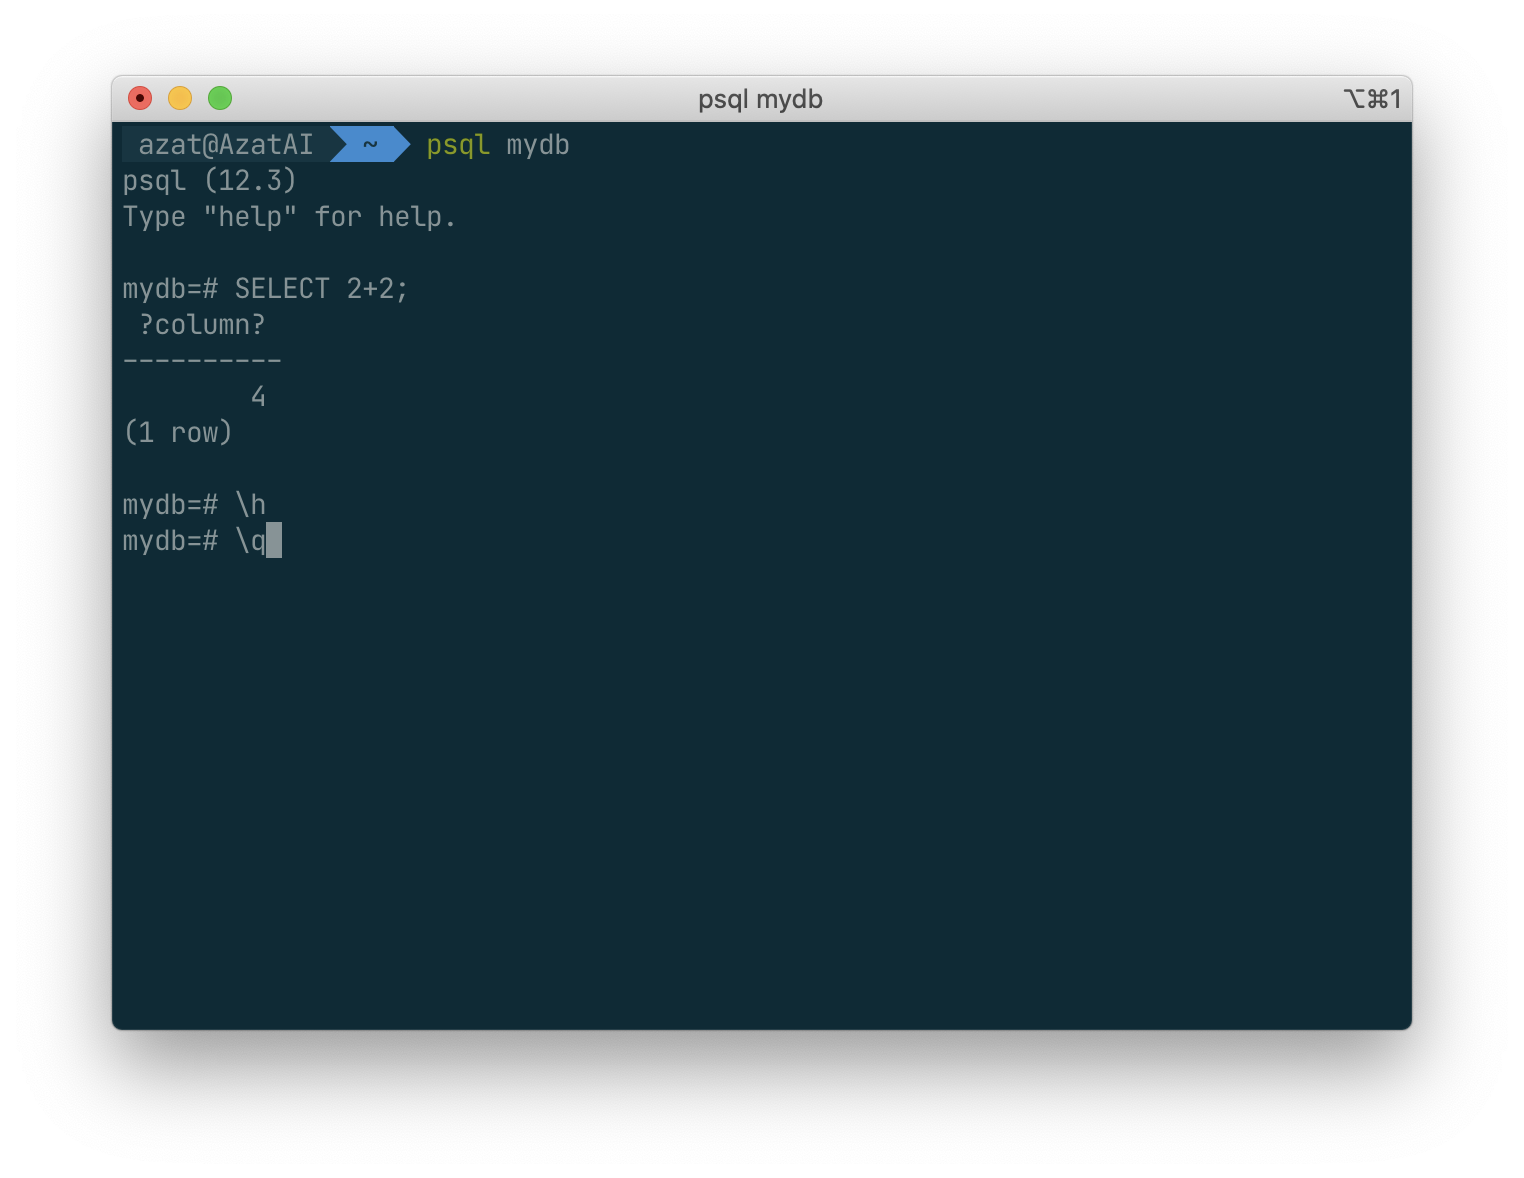 psql mydb ⌥⌘1
azat@AzatAI ~ psql mydb
psql (12.3)
Type "help" for help.
mydb=# SELECT 2+2;
?column?
----------
4
(1 row)
mydb=# \h
mydb=# \q